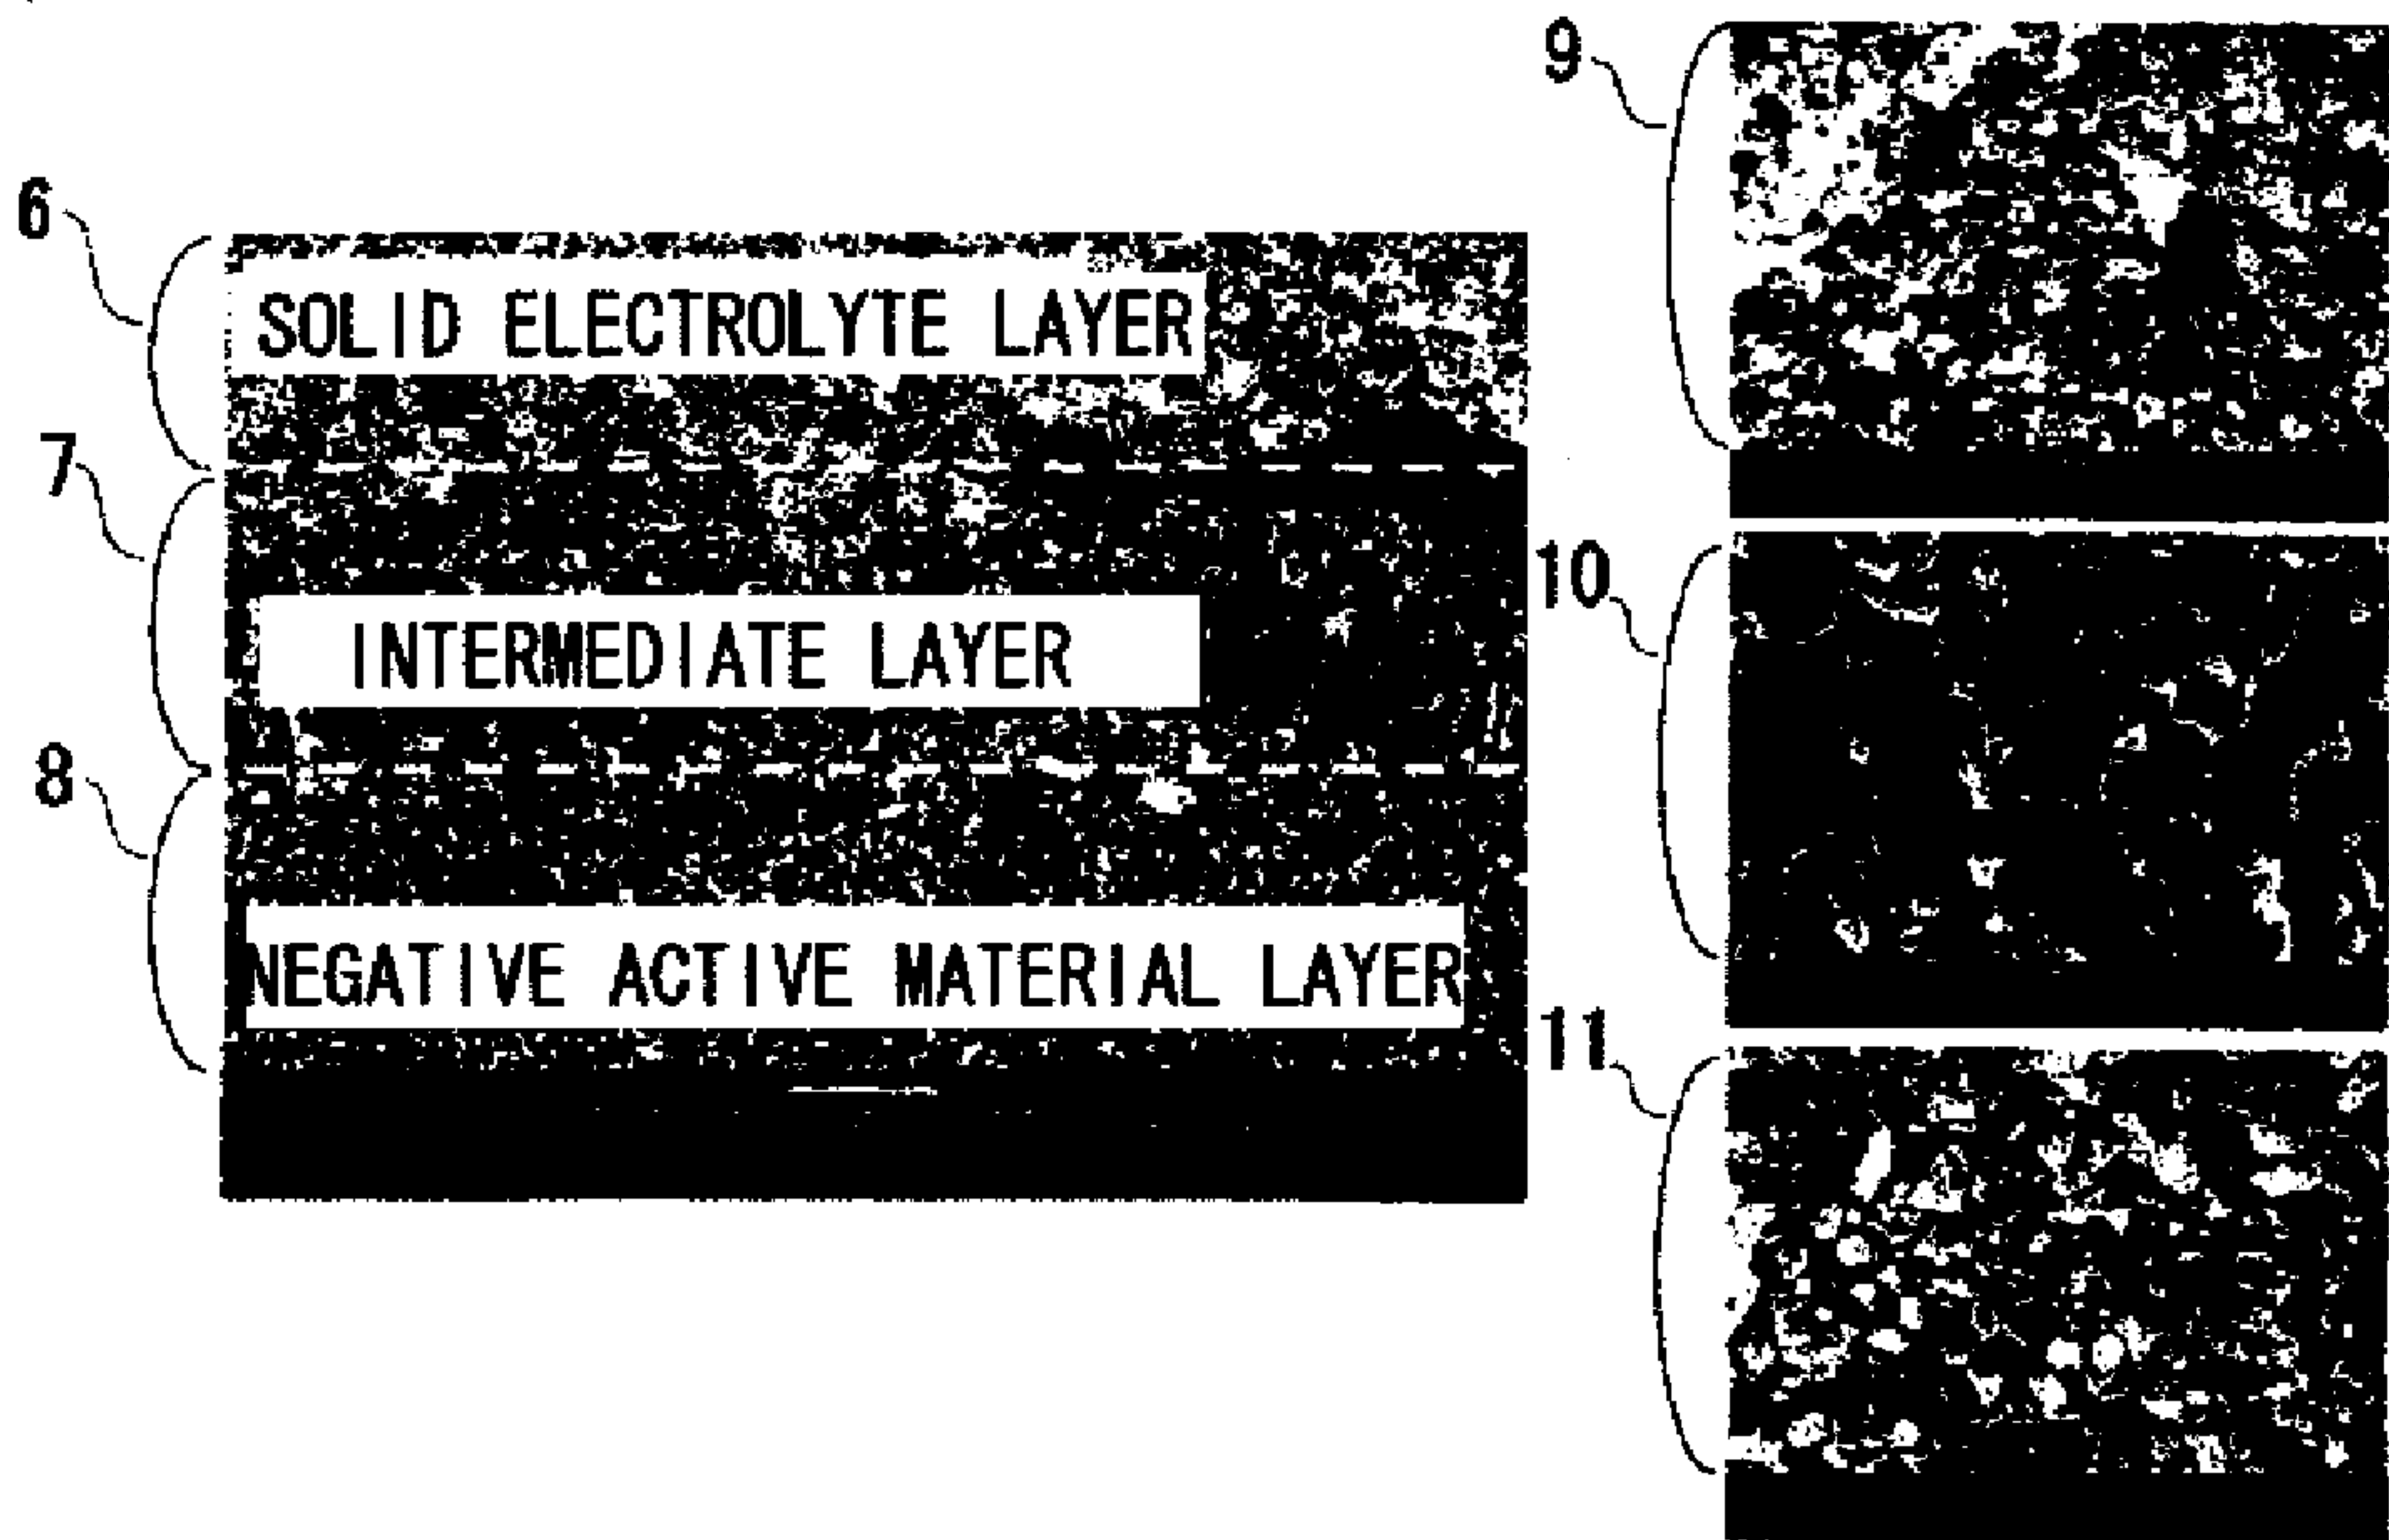 6
SOLID ELECTROLYTE LAYER
7
INTERMEDIATE LAYER
8
NEGATIVE ACTIVE MATERIAL LAYER
9
10
11